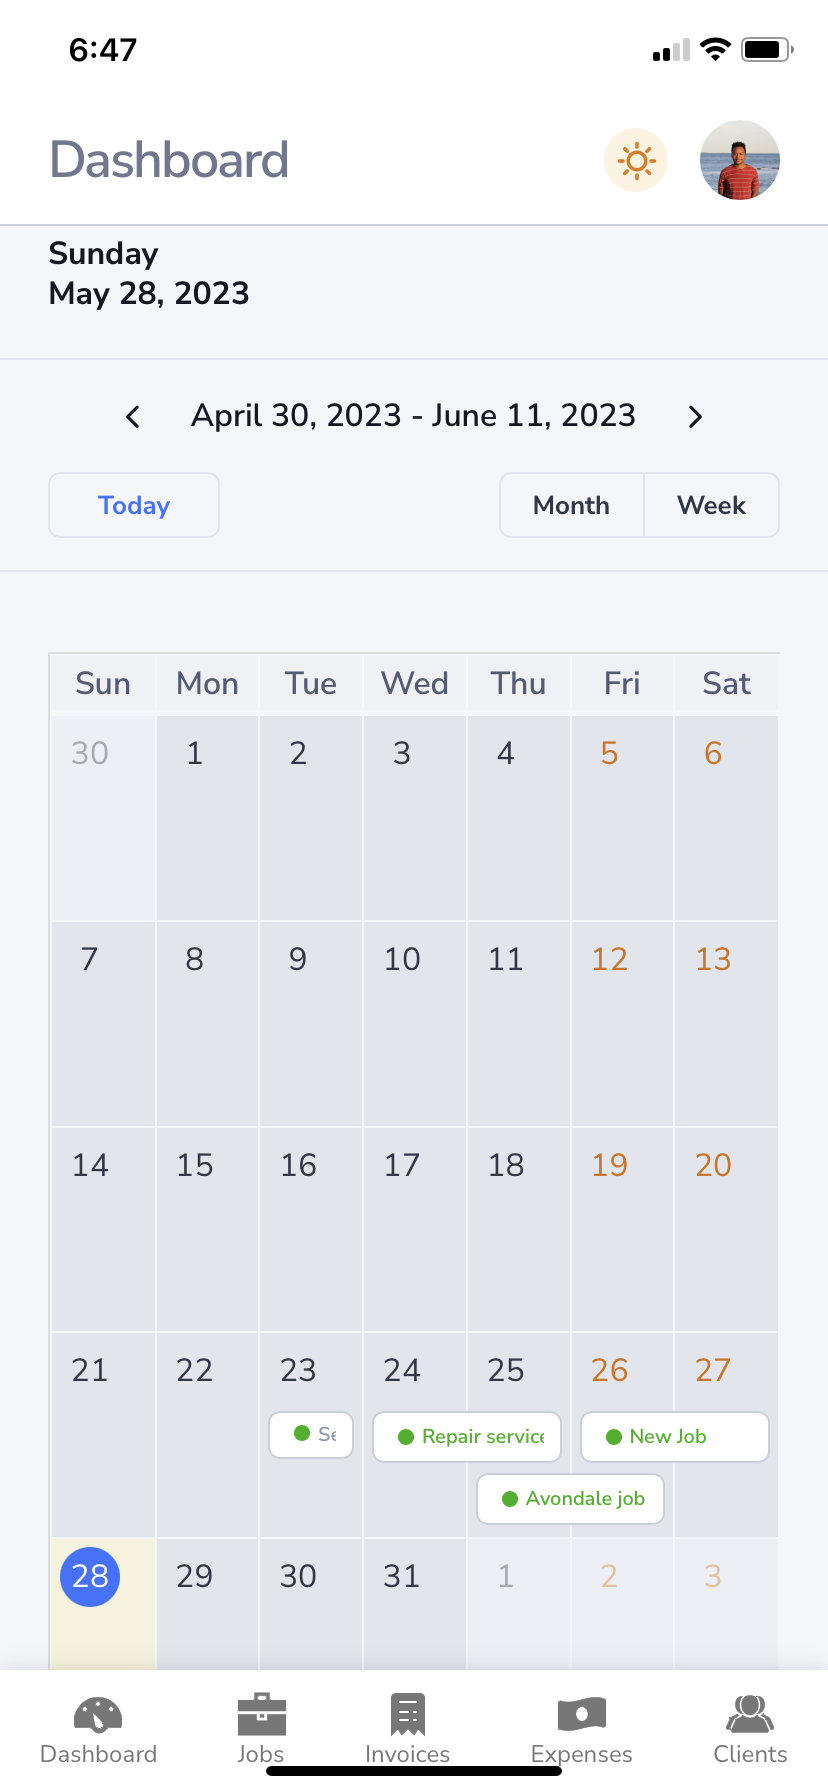 6:47
Dashboard
Sunday
May 28, 2023
April 30, 2023 - June 11, 2023
Today
Month
Week
Sun Mon Tue Wed Thu Fri Sat
30 1 2 3 4 5 6
7 8 9 10 11 12 13
14 15 16 17 18 19 20
21 22 23 24 25 26 27
Repair service
New Job
Avondale job
28 29 30 31 1 2 3
Dashboard Jobs Invoices Expenses Clients